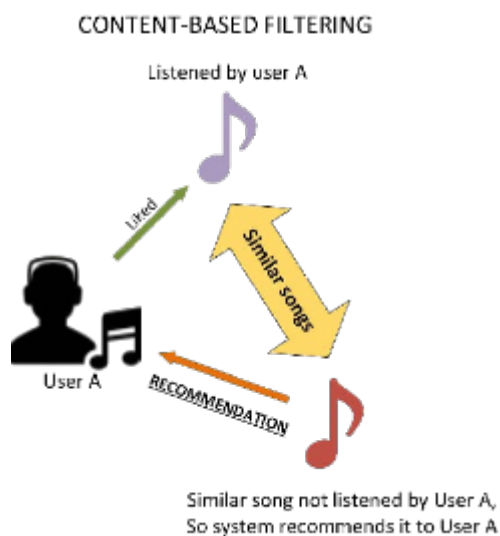 CONTENT-BASED FILTERING
Listened by user A
Liked
Similar songs
User A
RECOMMENDATION
Similar song not listened by User A,
So system recommends it to User A